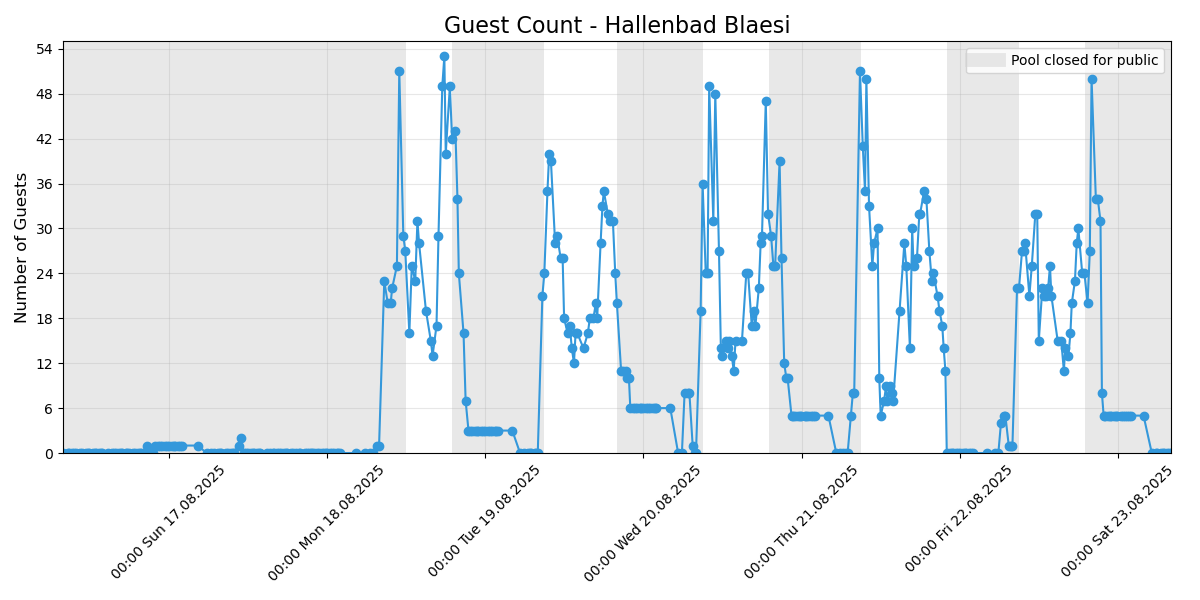 Guest Count - Hallenbad Blaesi
Pool closed for public
Number of Guests
54
48
42
36
30
24
18
12
6
0
00:00 Sun 17.08.2025
00:00 Mon 18.08.2025
00:00 Tue 19.08.2025
00:00 Wed 20.08.2025
00:00 Thu 21.08.2025
00:00 Fri 22.08.2025
00:00 Sat 23.08.2025